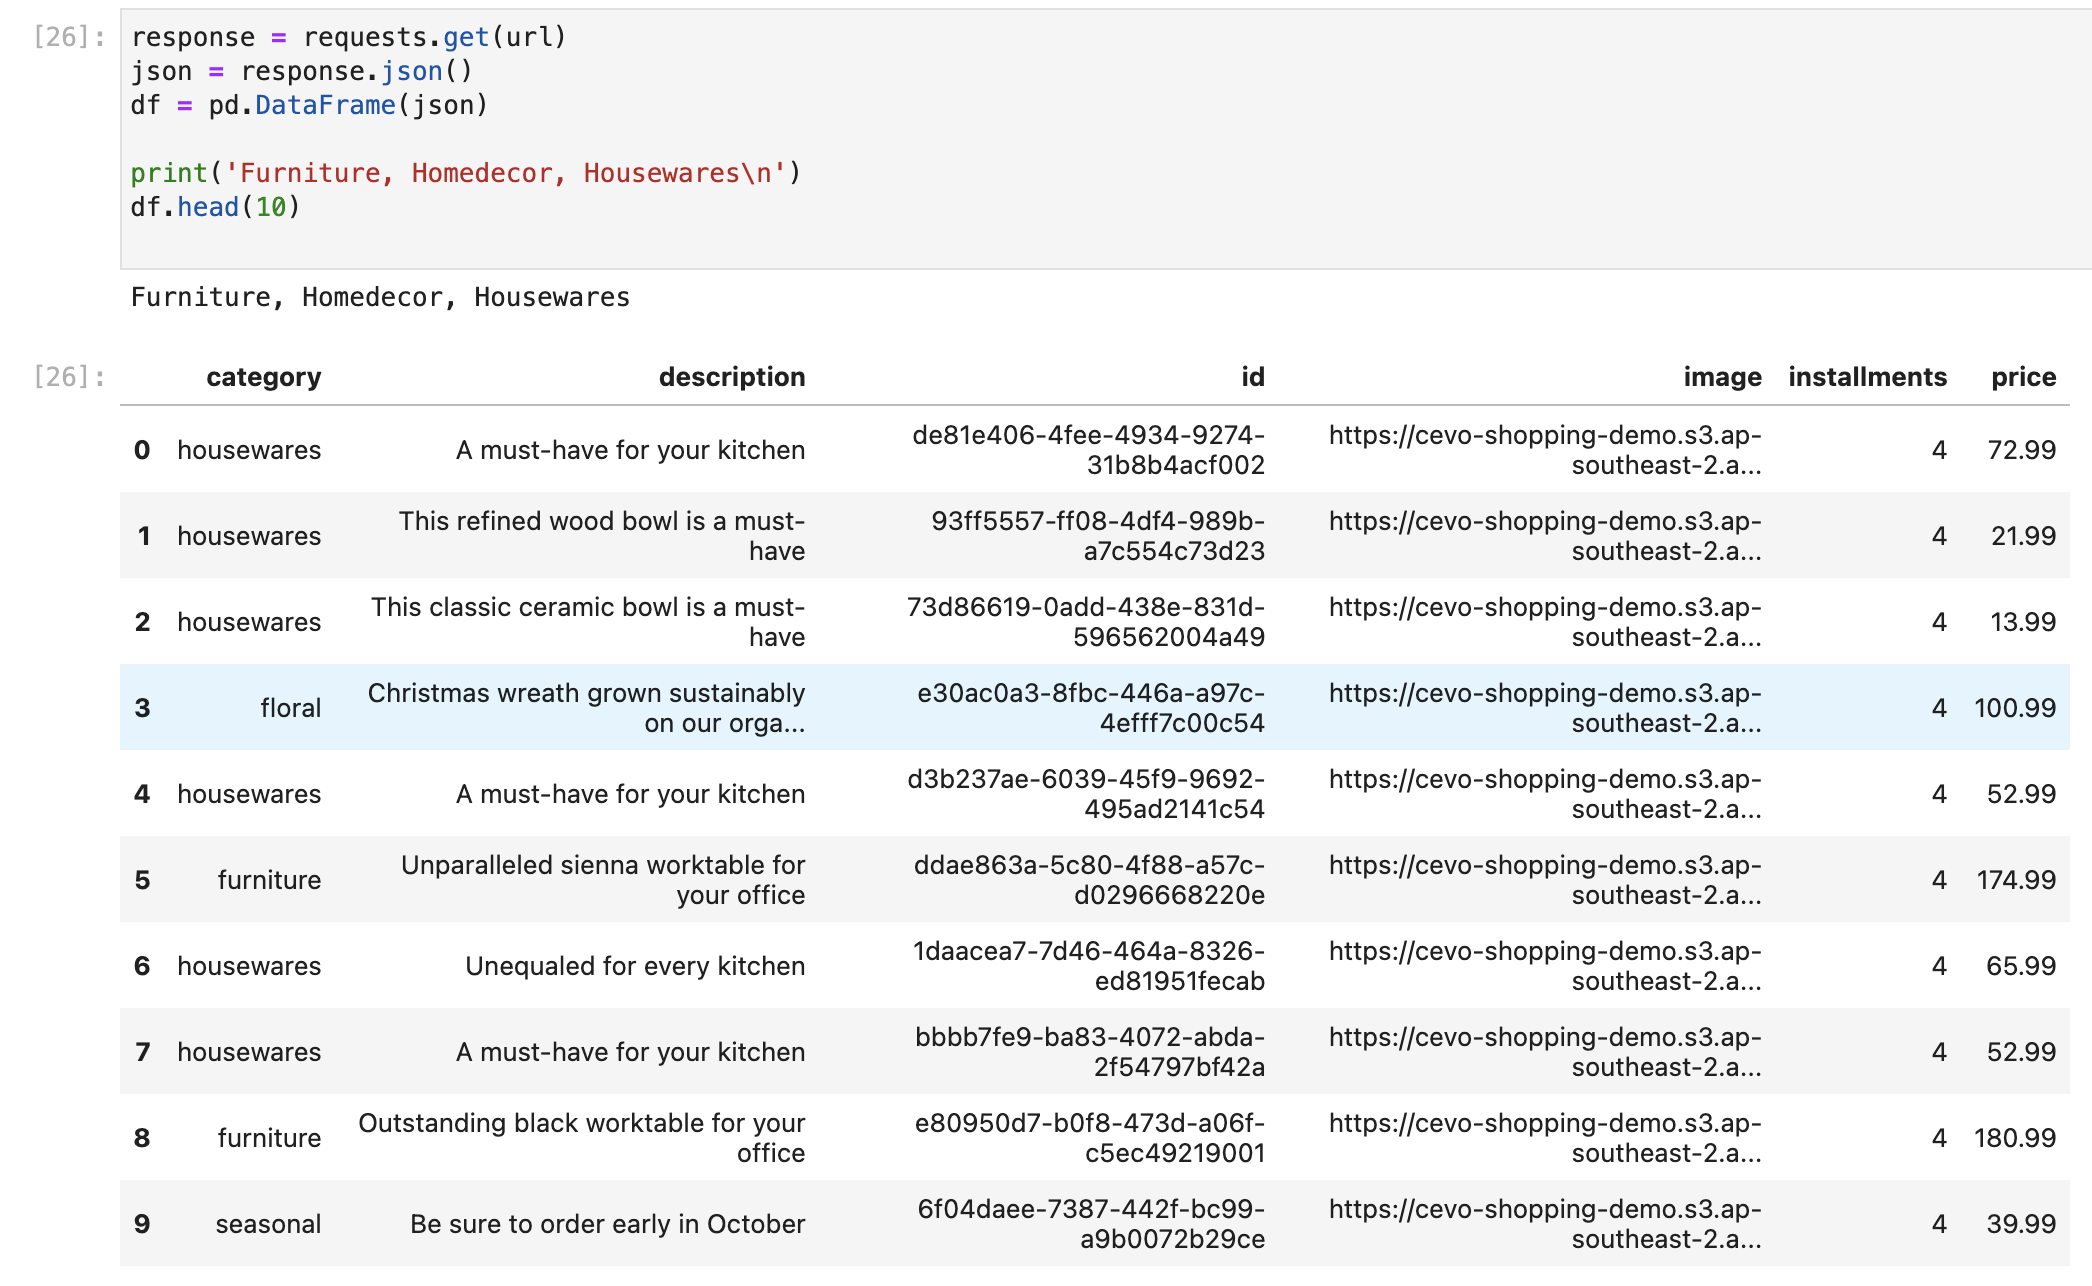 [26]: response = requests.get(url)
json = response.json()
df = pd.DataFrame(json)
print('Furniture, Homedecor, Housewares\n')
df.head(10)
Furniture, Homedecor, Housewares
[26]: category description id image installments price
0 housewares A must-have for your kitchen de81e406-4fee-4934-9274-31b8b4acf002 https://cevo-shopping-demo.s3.ap-southeast-2.a... 4 72.99
1 housewares This refined wood bowl is a must-have 93ff5557-ff08-4df4-989b-a7c554c73d23 https://cevo-shopping-demo.s3.ap-southeast-2.a... 4 21.99
2 housewares This classic ceramic bowl is a must-have 73d86619-0add-438e-831d-596562004a49 https://cevo-shopping-demo.s3.ap-southeast-2.a... 4 13.99
3 floral Christmas wreath grown sustainably on our orga... e30ac0a3-8fbc-446a-a97c-4efff7c00c54 https://cevo-shopping-demo.s3.ap-southeast-2.a... 4 100.99
4 housewares A must-have for your kitchen d3b237ae-6039-45f9-9692-495ad2141c54 https://cevo-shopping-demo.s3.ap-southeast-2.a... 4 52.99
5 furniture Unparalleled sienna worktable for your office ddae863a-5c80-4f88-a57c-d0296668220e https://cevo-shopping-demo.s3.ap-southeast-2.a... 4 174.99
6 housewares Unequaled for every kitchen 1daacea7-7d46-464a-8326-ed81951fecab https://cevo-shopping-demo.s3.ap-southeast-2.a... 4 65.99
7 housewares A must-have for your kitchen bbbb7fe9-ba83-4072-abda-2f54797bf42a https://cevo-shopping-demo.s3.ap-southeast-2.a... 4 52.99
8 furniture Outstanding black worktable for your office e80950d7-b0f8-473d-a06f-c5ec49219001 https://cevo-shopping-demo.s3.ap-southeast-2.a... 4 180.99
9 seasonal Be sure to order early in October 6f04daee-7387-442f-bc99-a9b0072b29ce https://cevo-shopping-demo.s3.ap-southeast-2.a... 4 39.99